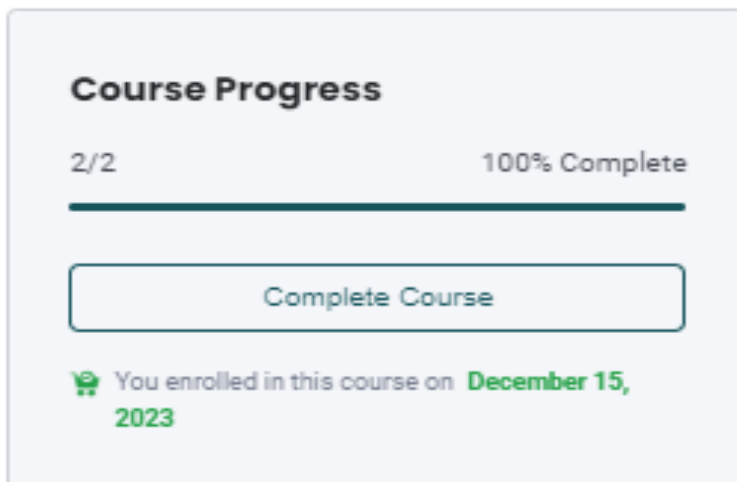 Course Progress
2/2 100% Complete
Complete Course
You enrolled in this course on December 15,
2023